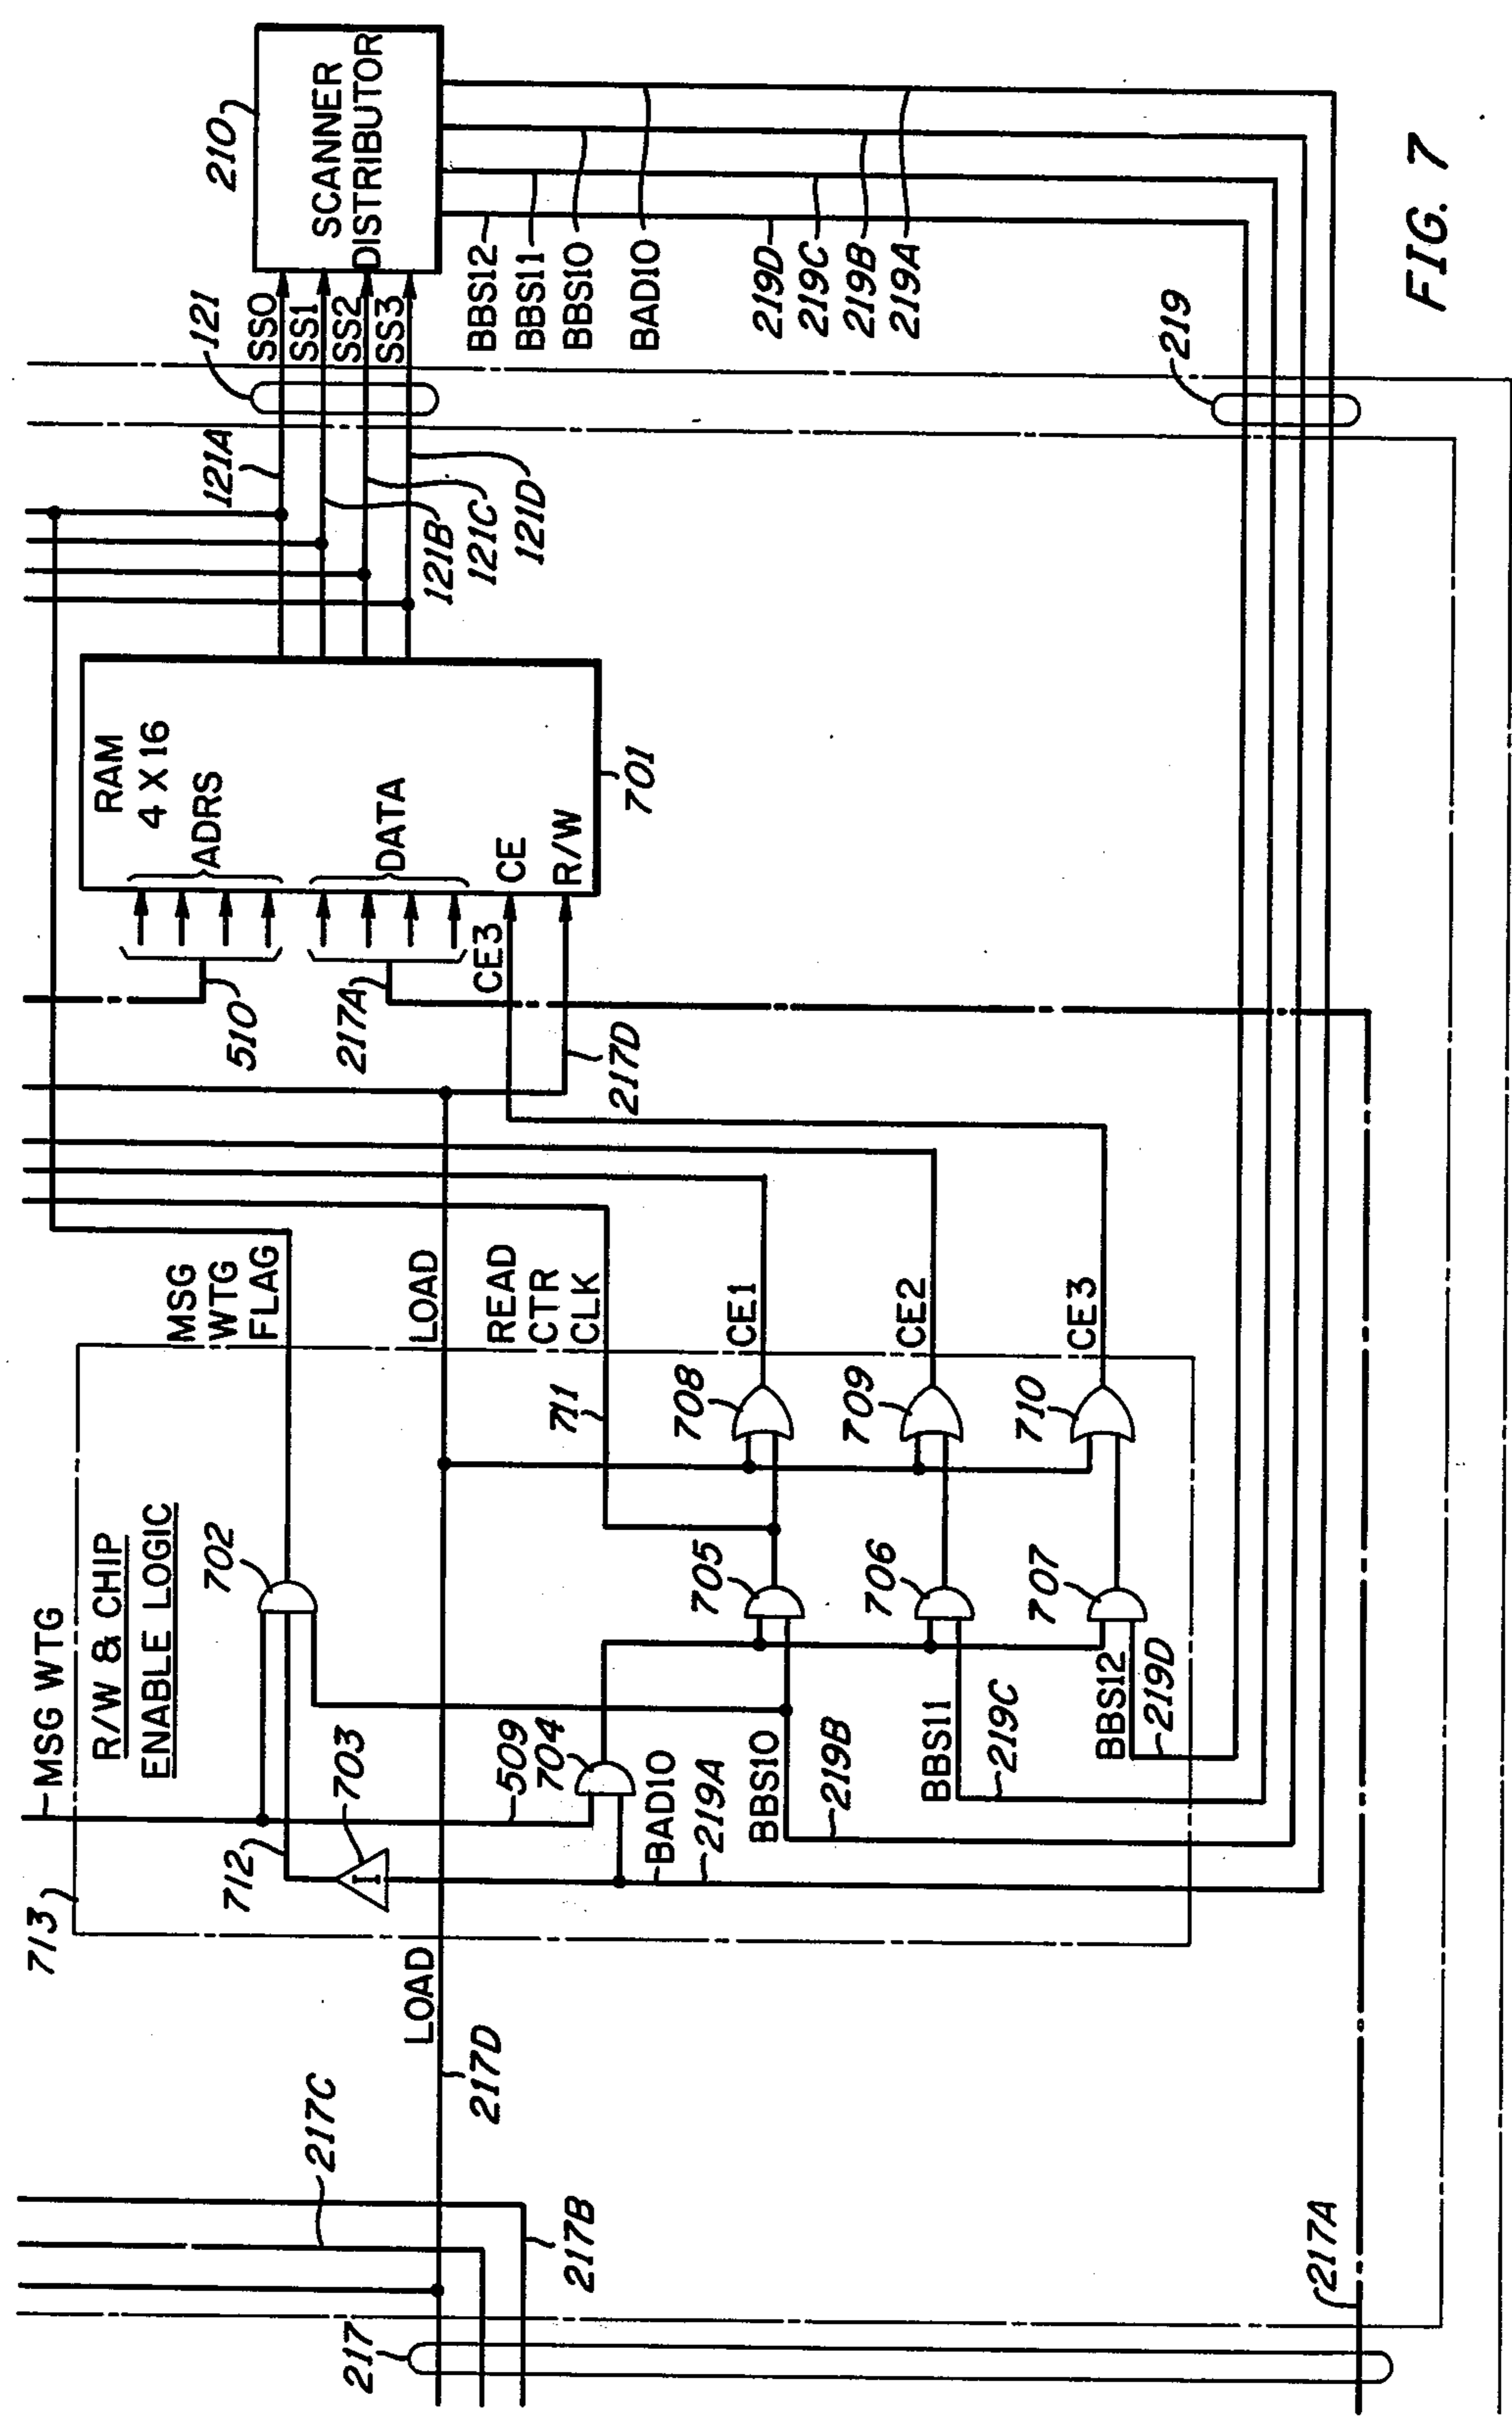 713
MSG WTG
R/W & CHIP
ENABLE LOGIC
702
712
703
509
704
BAD10
219A
BBS10
219B
705
706
707
BBS11
219C
BBS12
219D
708
709
710
711
MSG
WTG
FLAG
LOAD
READ
CTR
CLK
CE1
CE2
CE3
217
217C
217B
LOAD
217D
217A
510
217A
217D
CE3
RAM
4 X 16
ADRS
DATA
CE
R/W
701
121A
121B
121C
121D
121
SS0
SS1
SS2
SS3
210
SCANNER
DISTRIBUTOR
BBS12
BBS11
BBS10
BAD10
219D
219C
219B
219A
219
FIG. 7
I